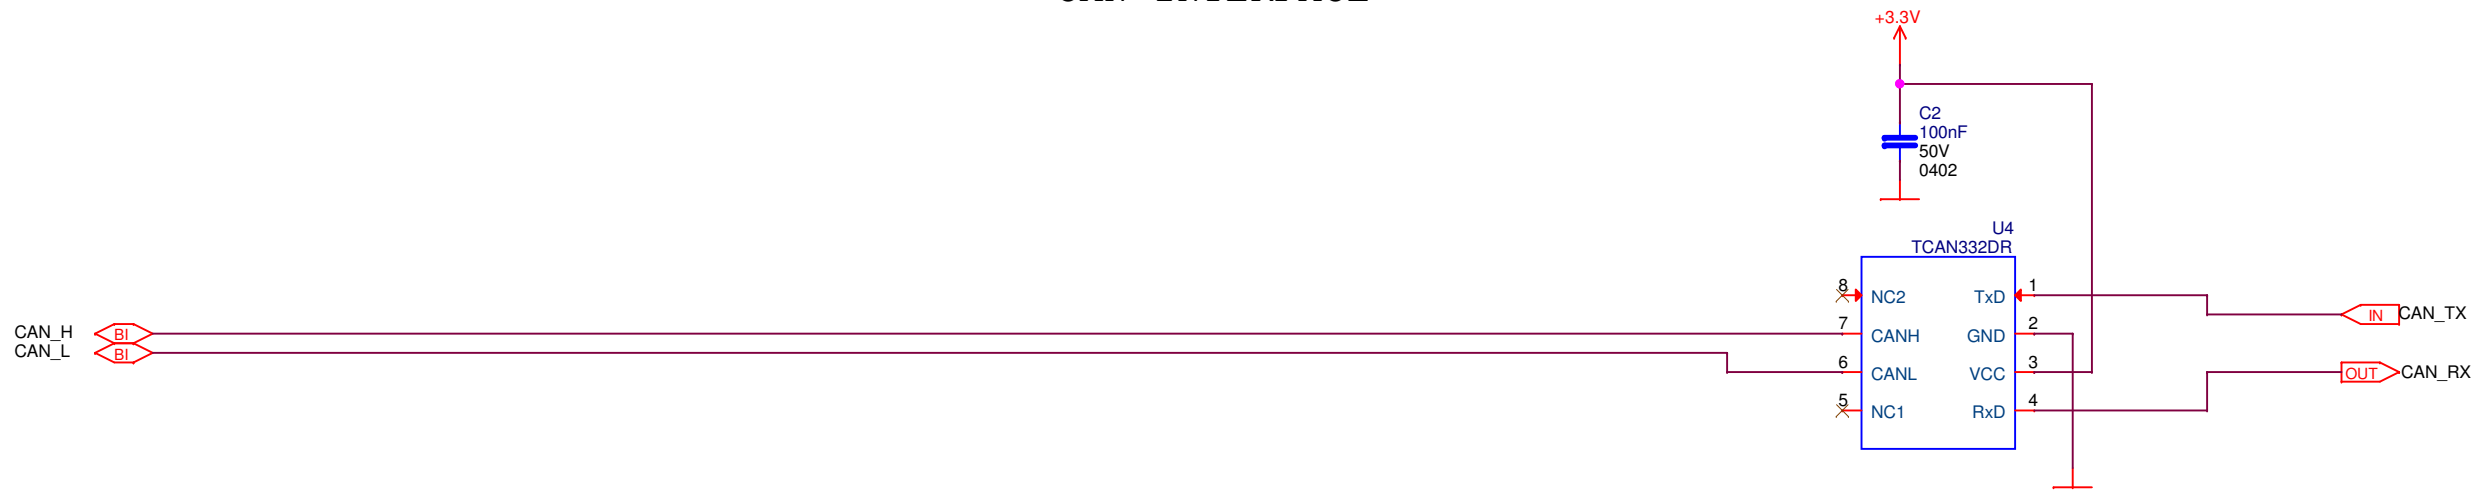 +3.3V
C2
100nF
50V
0402
U4
TCAN332DR
8 NC2 TxD 1
CAN_H BI 7 CANH GND 2 IN CAN_TX
CAN_L BI 6 CANL VCC 3 OUT CAN_RX
5 NC1 RxD 4